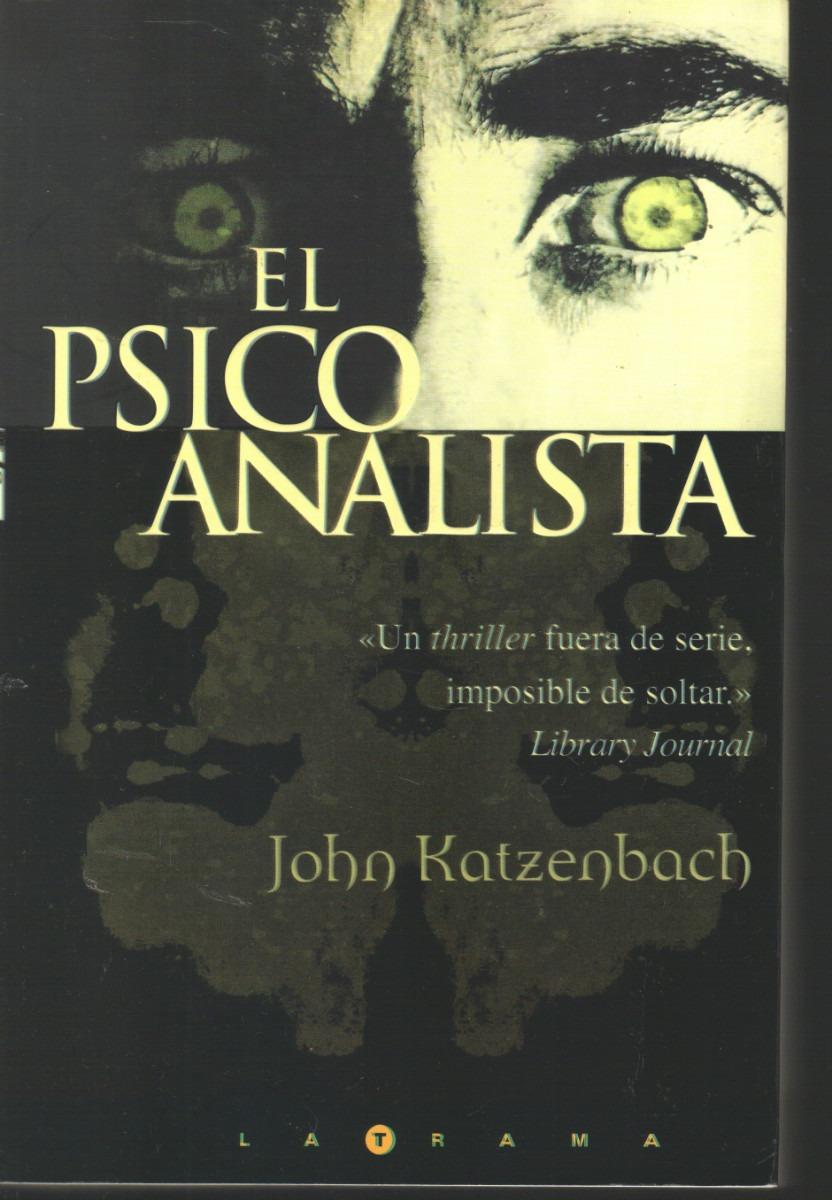 EL
PSICO
ANALISTA
«Un thriller fuera de serie,
imposible de soltar.»
Library Journal
John Katzenbach
LA TRAMA